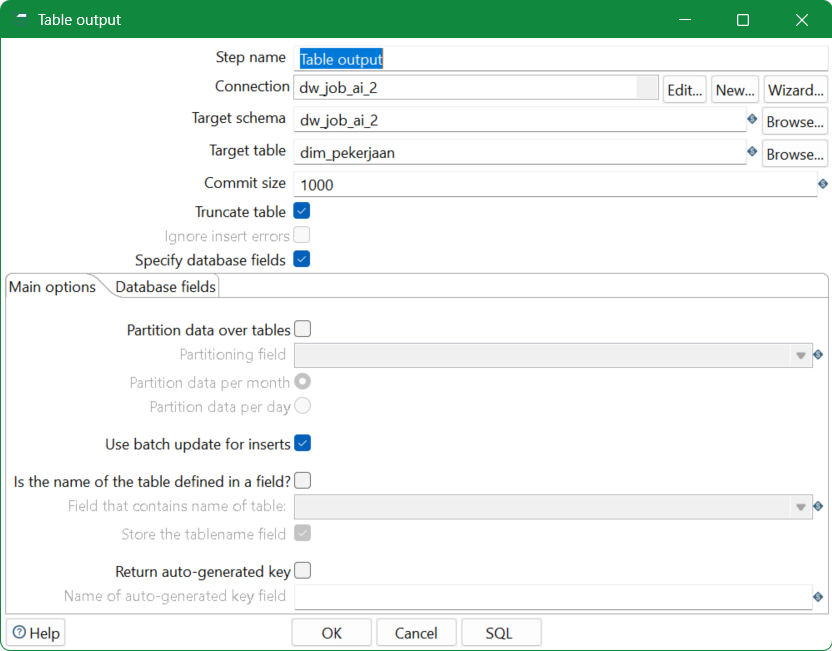 Table output
Step name Table output
Connection dw_job_ai_2 Edit... New... Wizard...
Target schema dw_job_ai_2 Browse...
Target table dim_pekerjaan Browse...
Commit size 1000
Truncate table
Ignore insert errors
Specify database fields
Main options Database fields
Partition data over tables
Partitioning field
Partition data per month
Partition data per day
Use batch update for inserts
Is the name of the table defined in a field?
Field that contains name of table:
Store the tablename field
Return auto-generated key
Name of auto-generated key field
Help OK Cancel SQL